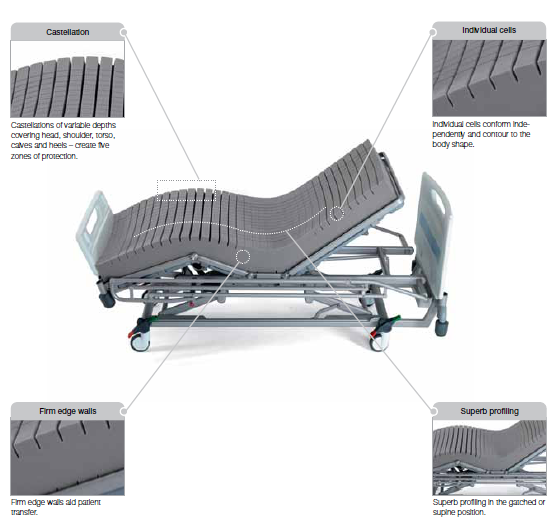 Castellation
Castellations of variable depths
covering head, shoulder, torso,
calves and heels – create five
zones of protection.
Individual cells
Individual cells conform inde-
pendently and contour to the
body shape.
Firm edge walls
Firm edge walls aid patient
transfer.
Superb profiling
Superb profiling in the gatched or
supine position.